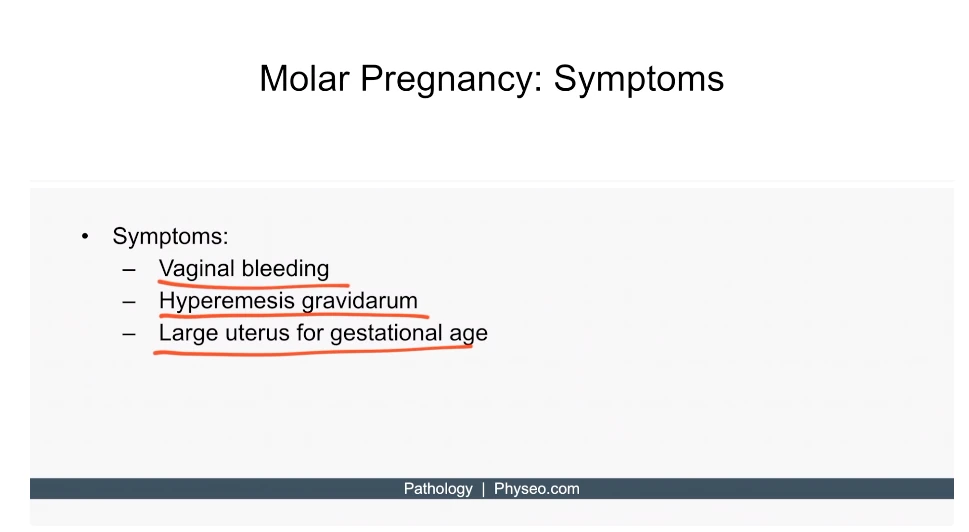 Molar Pregnancy: Symptoms
• Symptoms:
– Vaginal bleeding
– Hyperemesis gravidarum
– Large uterus for gestational age
Pathology | Physeo.com